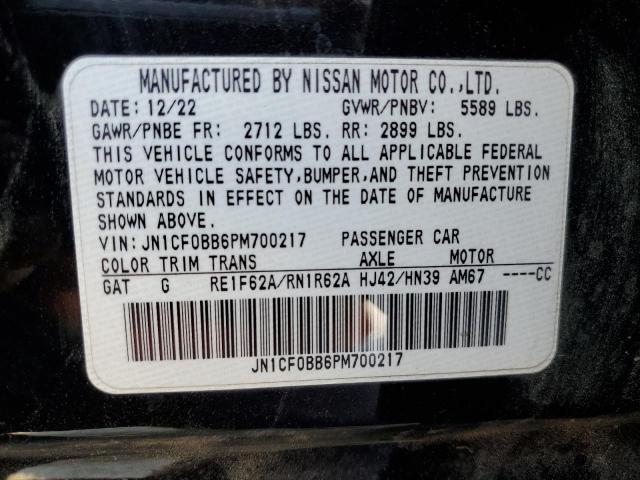 MANUFACTURED BY NISSAN MOTOR CO.,LTD.
DATE: 12/22 GVWR/PNBV: 5589 LBS.
GAWR/PNBE FR: 2712 LBS. RR: 2899 LBS.
THIS VEHICLE CONFORMS TO ALL APPLICABLE FEDERAL
MOTOR VEHICLE SAFETY,BUMPER,AND THEFT PREVENTION
STANDARDS IN EFFECT ON THE DATE OF MANUFACTURE
SHOWN ABOVE.
VIN:JN1CF0BB6PM700217 PASSENGER CAR
COLOR TRIM TRANS AXLE MOTOR
GAT G RE1F62A/RN1R62A HJ42/HN39 AM67 ----CC
JN1CF0BB6PM700217